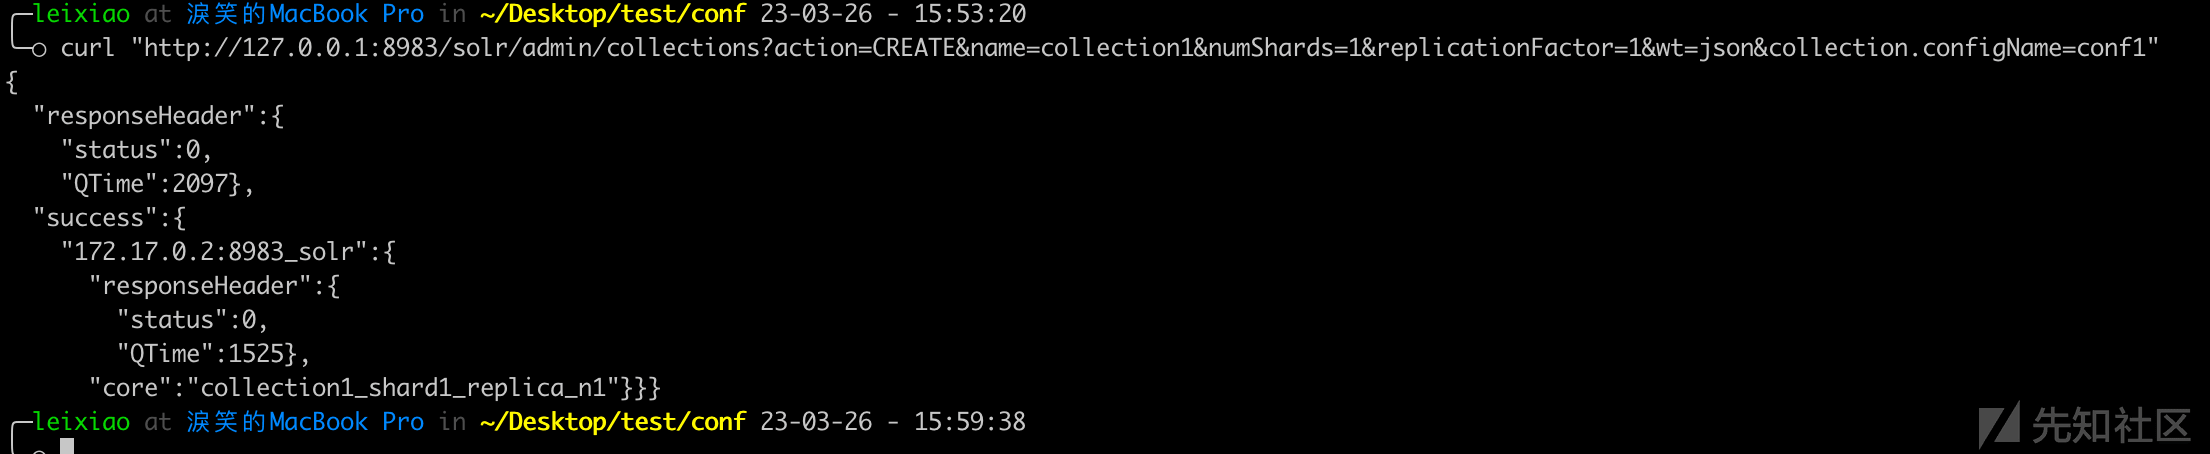 leixiao at 淚笑的MacBook Pro in ~/Desktop/test/conf 23-03-26 - 15:53:20
curl "http://127.0.0.1:8983/solr/admin/collections?action=CREATE&name=collection1&numShards=1&replicationFactor=1&wt=json&collection.configName=conf1"
{
  "responseHeader":{
    "status":0,
    "QTime":2097},
  "success":{
    "172.17.0.2:8983_solr":{
      "responseHeader":{
        "status":0,
        "QTime":1525},
      "core":"collection1_shard1_replica_n1"}}}
leixiao at 淚笑的MacBook Pro in ~/Desktop/test/conf 23-03-26 - 15:59:38
先知社区